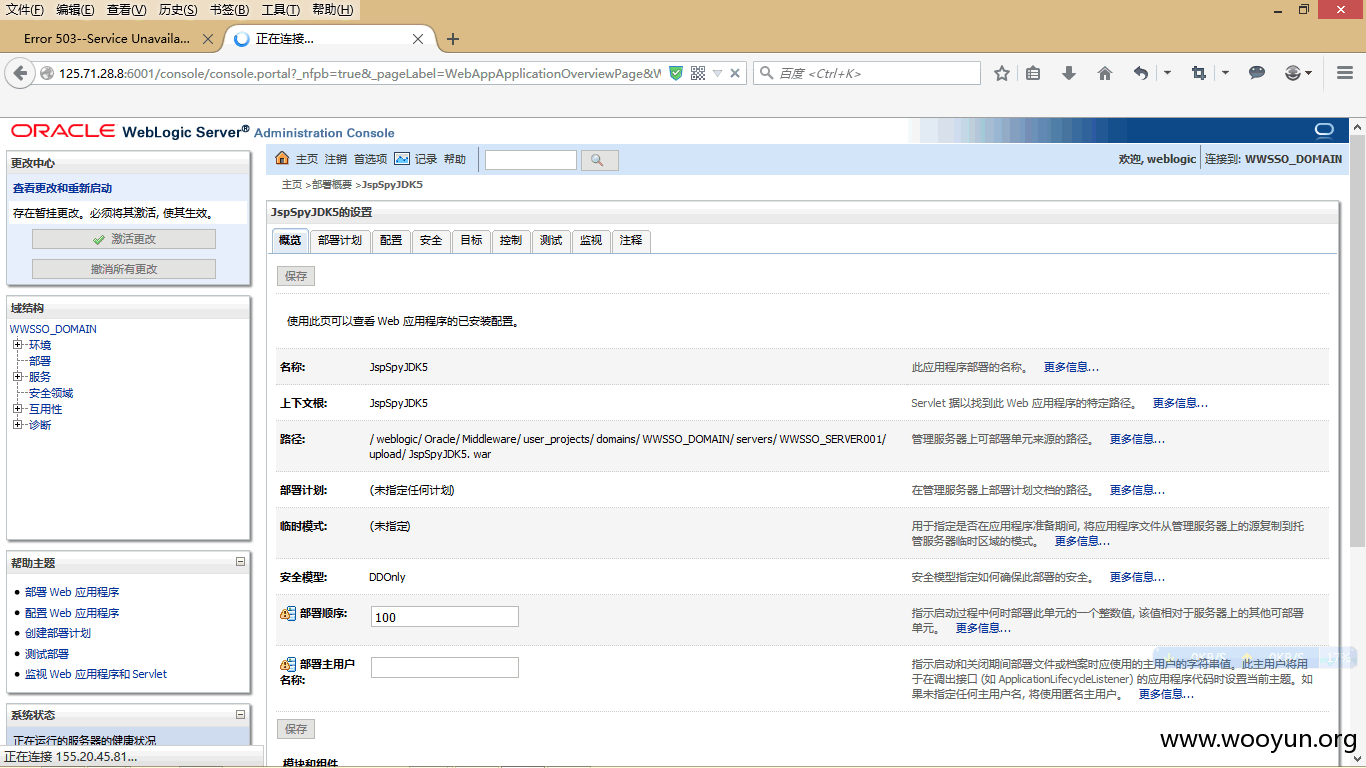 文件(F) 编辑(E) 查看(V) 历史(S) 书签(B) 工具(T) 帮助(H)
Error 503--Service Unavaila... 正在连接...
125.71.28.8:6001/console/console.portal?_nfpb=true&_pageLabel=WebAppApplicationOverviewPage&W
百度 <Ctrl+K>
ORACLE WebLogic Server® Administration Console
更改中心
查看更改和重新启动
存在暂挂更改。必须将其激活, 使其生效。
激活更改
撤消所有更改
域结构
WWSSO_DOMAIN
环境
部署
服务
安全领域
互用性
诊断
帮助主题
部署 Web 应用程序
配置 Web 应用程序
创建部署计划
测试部署
监视 Web 应用程序和 Servlet
系统状态
正在运行的服务器的健康状况
正在连接 155.20.45.81...
主页 注销 首选项 记录 帮助
欢迎, weblogic 连接到: WWSSO_DOMAIN
主页 >部署概要 >JspSpyJDK5
JspSpyJDK5的设置
概览 部署计划 配置 安全 目标 控制 测试 监视 注释
保存
使用此页可以查看 Web 应用程序的已安装配置。
名称: JspSpyJDK5 此应用程序部署的名称。 更多信息...
上下文根: JspSpyJDK5 Servlet 据以找到此 Web 应用程序的特定路径。 更多信息...
路径: / weblogic/ Oracle/ Middleware/ user_projects/ domains/ WWSSO_DOMAIN/ servers/ WWSSO_SERVER001/ 管理服务器上可部署单元来源的路径。 更多信息...
upload/ JspSpyJDK5. war
部署计划: (未指定任何计划) 在管理服务器上部署计划文档的路径。 更多信息...
临时模式: (未指定) 用于指定是否在应用程序准备期间, 将应用程序文件从管理服务器上的源复制到托
管服务器临时区域的模式。 更多信息...
安全模型: DDOnly 安全模型指定如何确保此部署的安全。 更多信息...
部署顺序: 100 指示启动过程中何时部署此单元的一个整数值, 该值相对于服务器上的其他可部署
单元。 更多信息...
部署主用户 指示启动和关闭期间部署文件或档案时应使用的主用户的字符串值。此主用户将用
名称: 于在调出接口 (如 ApplicationLifecycleListener) 的应用程序代码时设置当前主题。如
果未指定任何主用户名, 将使用匿名主用户。 更多信息...
0KB/S 0KB/S
保存
模块和组件
www.wooyun.org